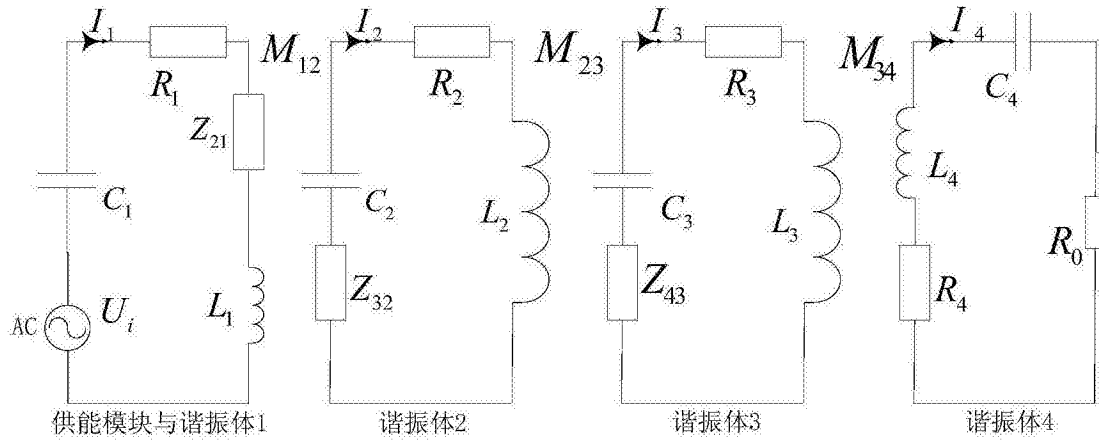 I₁ R₁ M₁₂ I₂ R₂ M₂₃ I₃ R₃ M₃₄ I₄ C₄
Z₂₁ L₄
C₁ C₂ L₂ C₃ L₃ R₀
AC Uᵢ L₁ Z₃₂ Z₄₃ R₄
供能模块与谐振体1 谐振体2 谐振体3 谐振体4